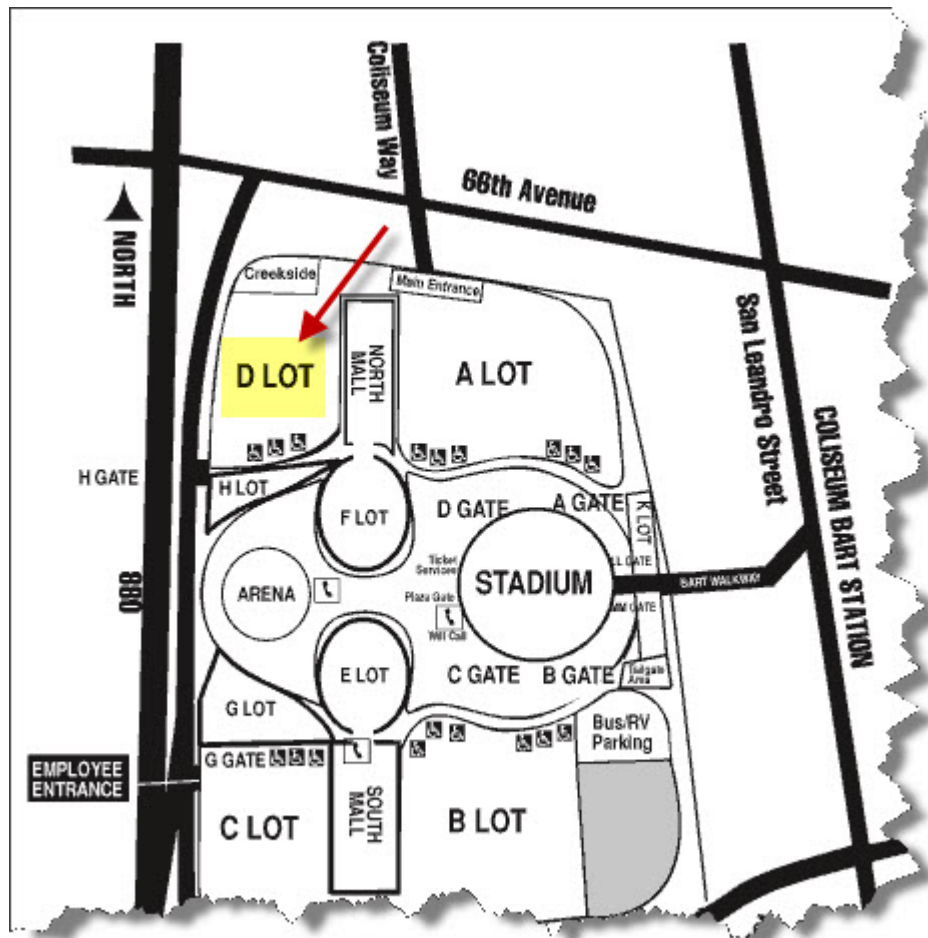 Coliseum Way
66th Avenue
NORTH
Creekside
Main Entrance
D LOT
NORTH
MALL
A LOT
San Leandro Street
COLISEUM BART STATION
H GATE
H LOT
F LOT
D GATE
A GATE
K LOT
Ticket
Services
LL GATE
880
ARENA
STADIUM
BART WALKWAY
Plaza Gate
MM GATE
Will Call
E LOT
C GATE
B GATE
Tailgate
Area
G LOT
Bus/RV
Parking
G GATE
EMPLOYEE
ENTRANCE
C LOT
SOUTH
MALL
B LOT